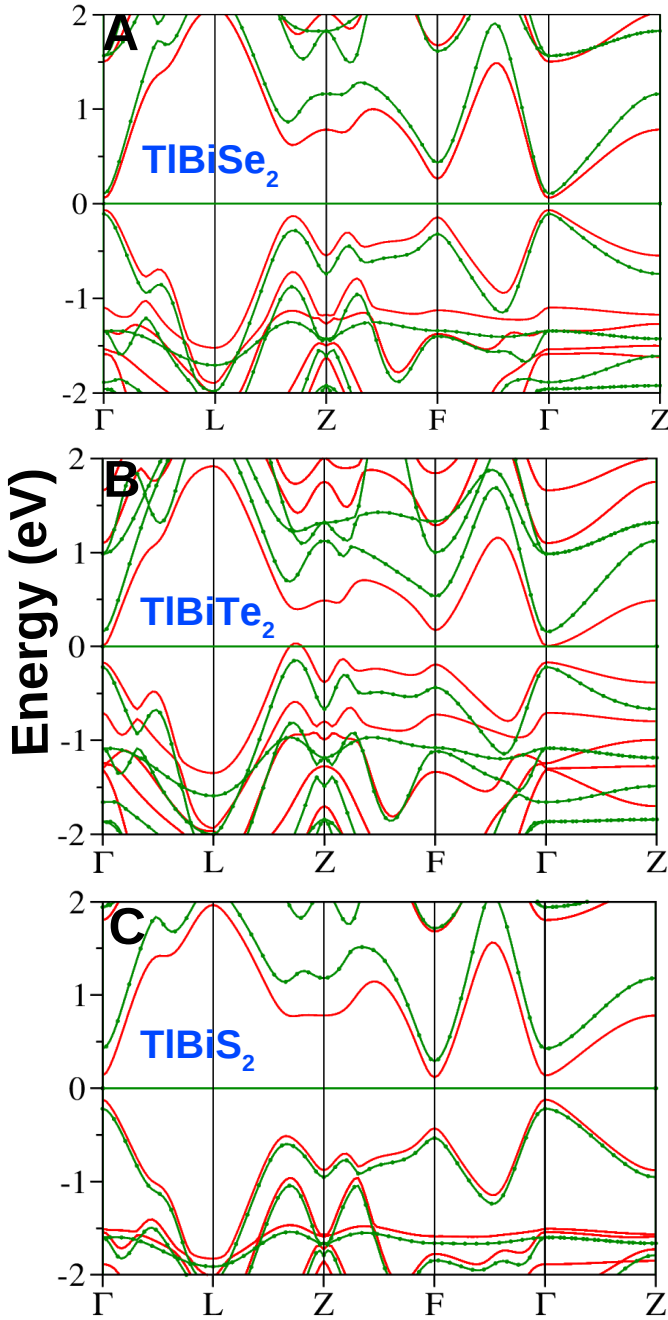 Energy (eV)
A
TlBiSe2
2
1
0
-1
-2
Γ L Z F Γ Z
B
TlBiTe2
2
1
0
-1
-2
Γ L Z F Γ Z
C
TlBiS2
2
1
0
-1
-2
Γ L Z F Γ Z